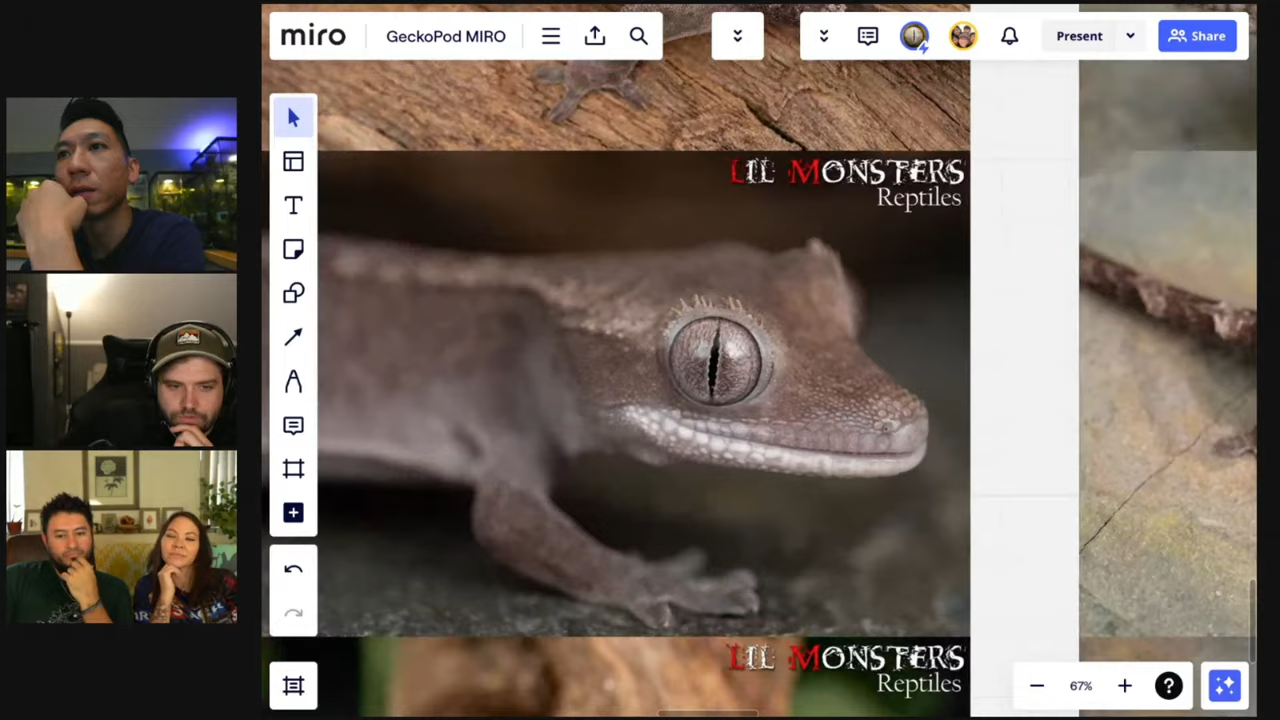 miro
GeckoPod MIRO
Present
Share
LIL MONSTERS
Reptiles
LIL MONSTERS
Reptiles
67%